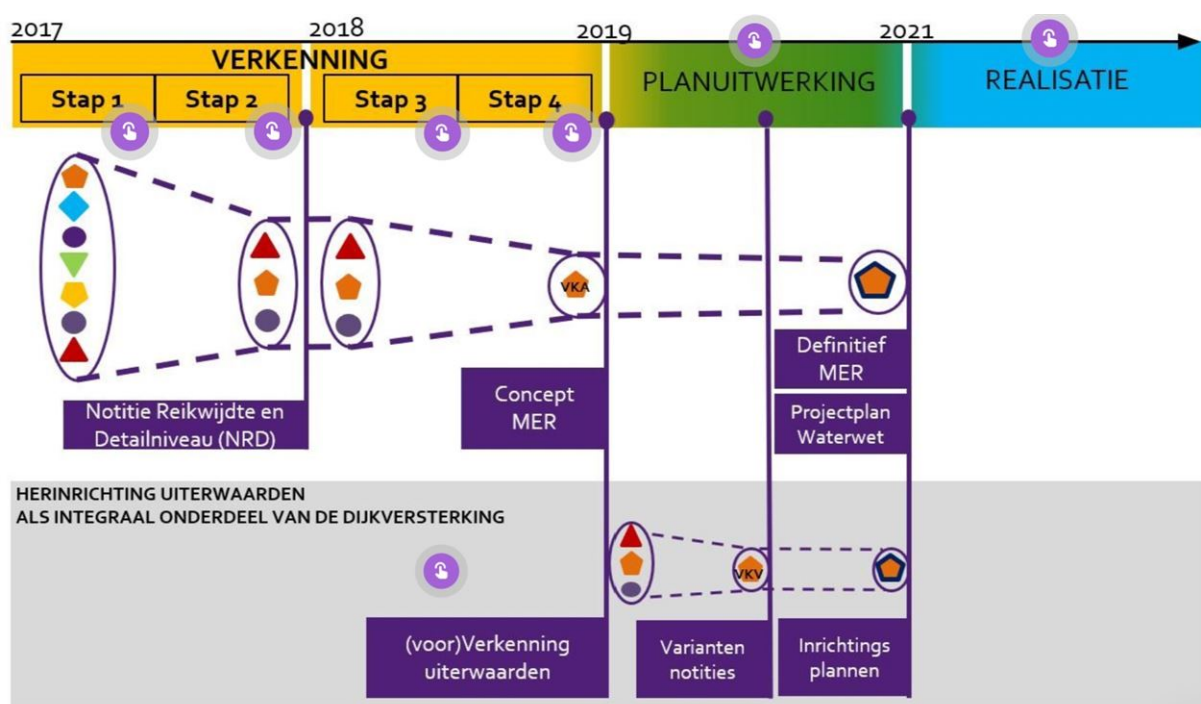 2017
2018
2019
2021
VERKENNING
PLANUITWERKING
REALISATIE
Stap 1
Stap 2
Stap 3
Stap 4
VKA
Notitie Reikwijdte en
Detailniveau (NRD)
Concept
MER
Definitief
MER
Projectplan
Waterwet
HERINRICHTING UITERWAARDEN
ALS INTEGRAAL ONDERDEEL VAN DE DIJKVERSTERKING
VKV
(voor)Verkenning
uiterwaarden
Varianten
notities
Inrichtings
plannen